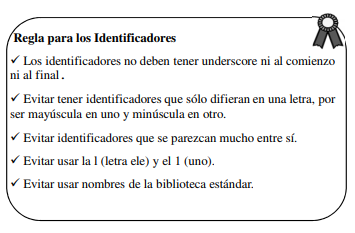 Regla para los Identificadores
✓ Los identificadores no deben tener underscore ni al comienzo
ni al final.
✓ Evitar tener identificadores que sólo difieran en una letra, por
ser mayúscula en uno y minúscula en otro.
✓ Evitar identificadores que se parezcan mucho entre sí.
✓ Evitar usar la l (letra ele) y el 1 (uno).
✓ Evitar usar nombres de la biblioteca estándar.